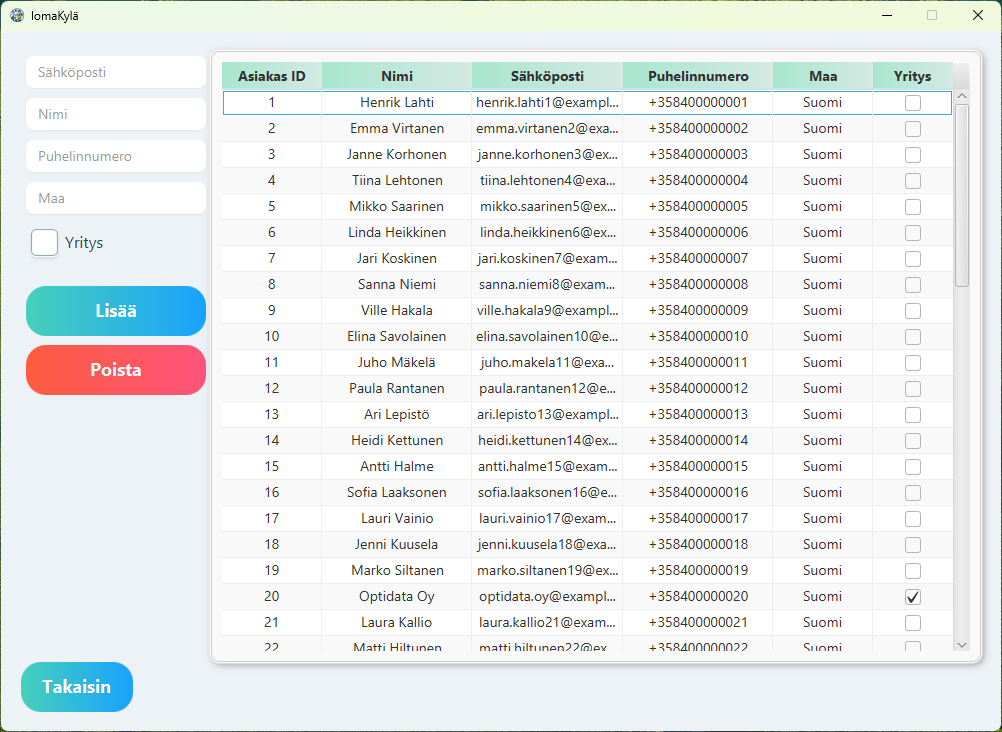 lomaKylä
Sähköposti
Nimi
Puhelinnumero
Maa
Yritys
Lisää
Poista
Takaisin
Asiakas ID Nimi Sähköposti Puhelinnumero Maa Yritys
1 Henrik Lahti henrik.lahti1@exampl... +358400000001 Suomi
2 Emma Virtanen emma.virtanen2@exa... +358400000002 Suomi
3 Janne Korhonen janne.korhonen3@ex... +358400000003 Suomi
4 Tiina Lehtonen tiina.lehtonen4@exa... +358400000004 Suomi
5 Mikko Saarinen mikko.saarinen5@ex... +358400000005 Suomi
6 Linda Heikkinen linda.heikkinen6@ex... +358400000006 Suomi
7 Jari Koskinen jari.koskinen7@exam... +358400000007 Suomi
8 Sanna Niemi sanna.niemi8@exam... +358400000008 Suomi
9 Ville Hakala ville.hakala9@exampl... +358400000009 Suomi
10 Elina Savolainen elina.savolainen10@e... +358400000010 Suomi
11 Juho Mäkelä juho.makela11@exa... +358400000011 Suomi
12 Paula Rantanen paula.rantanen12@e... +358400000012 Suomi
13 Ari Lepistö ari.lepisto13@exampl... +358400000013 Suomi
14 Heidi Kettunen heidi.kettunen14@ex... +358400000014 Suomi
15 Antti Halme antti.halme15@exam... +358400000015 Suomi
16 Sofia Laaksonen sofia.laaksonen16@e... +358400000016 Suomi
17 Lauri Vainio lauri.vainio17@exam... +358400000017 Suomi
18 Jenni Kuusela jenni.kuusela18@exa... +358400000018 Suomi
19 Marko Siltanen marko.siltanen19@ex... +358400000019 Suomi
20 Optidata Oy optidata.oy@exampl... +358400000020 Suomi
21 Laura Kallio laura.kallio21@exam... +358400000021 Suomi
22 Matti Hiltunen matti.hiltunen22@ex... +358400000022 Suomi